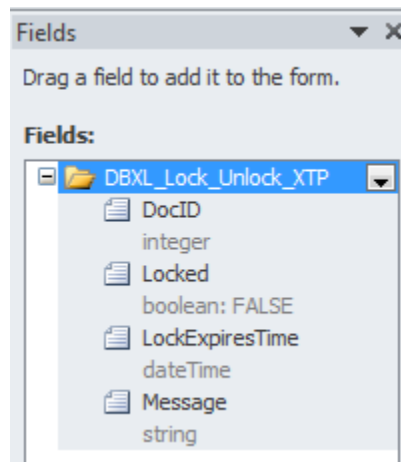 Fields
Drag a field to add it to the form.
Fields:
DBXL_Lock_Unlock_XTP
DocID
integer
Locked
boolean: FALSE
LockExpiresTime
dateTime
Message
string